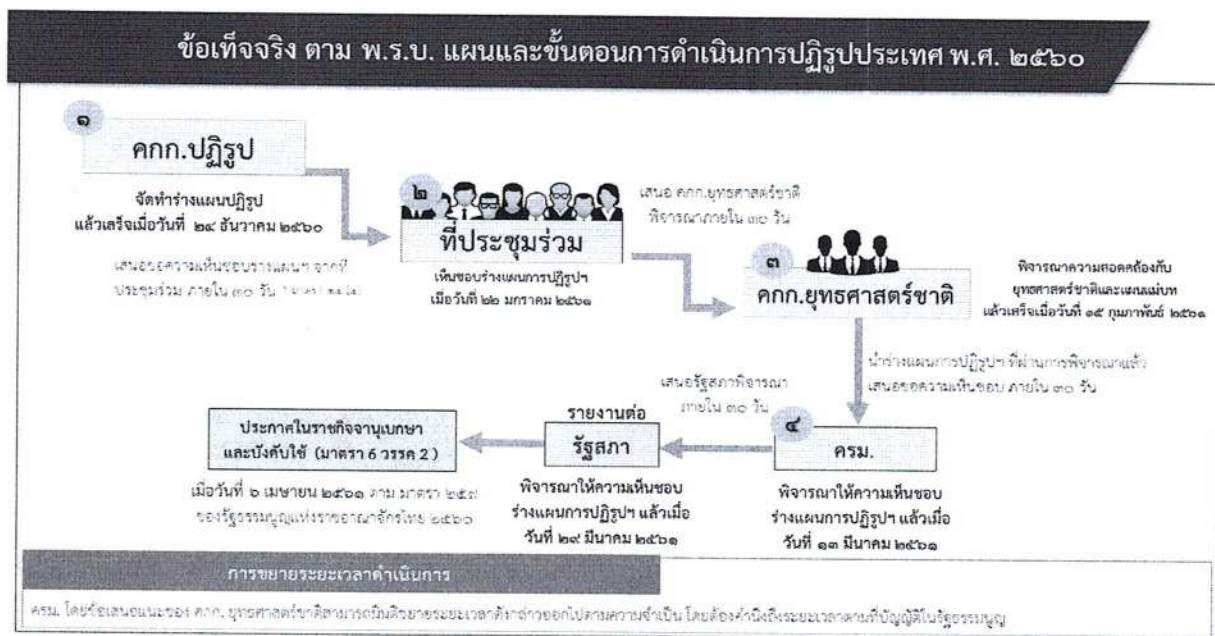 ข้อเท็จจริง ตาม พ.ร.บ. แผนและขั้นตอนการดำเนินการปฏิรูปประเทศ พ.ศ. ๒๕๖๐
๑
คกก.ปฏิรูป
จัดทำร่างแผนปฏิรูป
แล้วเสร็จเมื่อวันที่ ๒๔ ธันวาคม ๒๕๖๐
เสนอขอความเห็นชอบร่างแผนฯ จากที่
ประชุมร่วม ภายใน ๓๐ วัน
๒
ที่ประชุมร่วม
เห็นชอบร่างแผนการปฏิรูปฯ
เมื่อวันที่ ๒๒ มกราคม ๒๕๖๑
เสนอ คกก.ยุทธศาสตร์ชาติ
พิจารณาภายใน ๓๐ วัน
๓
คกก.ยุทธศาสตร์ชาติ
พิจารณาความสอดคล้องกับ
ยุทธศาสตร์ชาติและแผนแม่บท
แล้วเสร็จเมื่อวันที่ ๑๕ กุมภาพันธ์ ๒๕๖๑
นำร่างแผนการปฏิรูปฯ ที่ผ่านการพิจารณาแล้ว
เสนอขอความเห็นชอบ ภายใน ๓๐ วัน
๔
ครม.
พิจารณาให้ความเห็นชอบ
ร่างแผนการปฏิรูปฯ แล้วเมื่อ
วันที่ ๑๓ มีนาคม ๒๕๖๑
เสนอรัฐสภาพิจารณา
ภายใน ๓๐ วัน
รายงานต่อ
รัฐสภา
พิจารณาให้ความเห็นชอบ
ร่างแผนการปฏิรูปฯ แล้วเมื่อ
วันที่ ๒๙ มีนาคม ๒๕๖๑
ประกาศในราชกิจจานุเบกษา
และบังคับใช้ (มาตรา 6 วรรค 2 )
เมื่อวันที่ ๖ เมษายน ๒๕๖๑ ตาม มาตรา ๒๕๙
ของรัฐธรรมนูญแห่งราชอาณาจักรไทย ๒๕๖๐
การขยายระยะเวลาดำเนินการ
ครม. โดยข้อเสนอแนะของ คกก. ยุทธศาสตร์ชาติสามารถมีมติขยายระยะเวลาดังกล่าวออกไปตามความจำเป็น โดยต้องคำนึงถึงระยะเวลาตามที่บัญญัติในรัฐธรรมนูญ